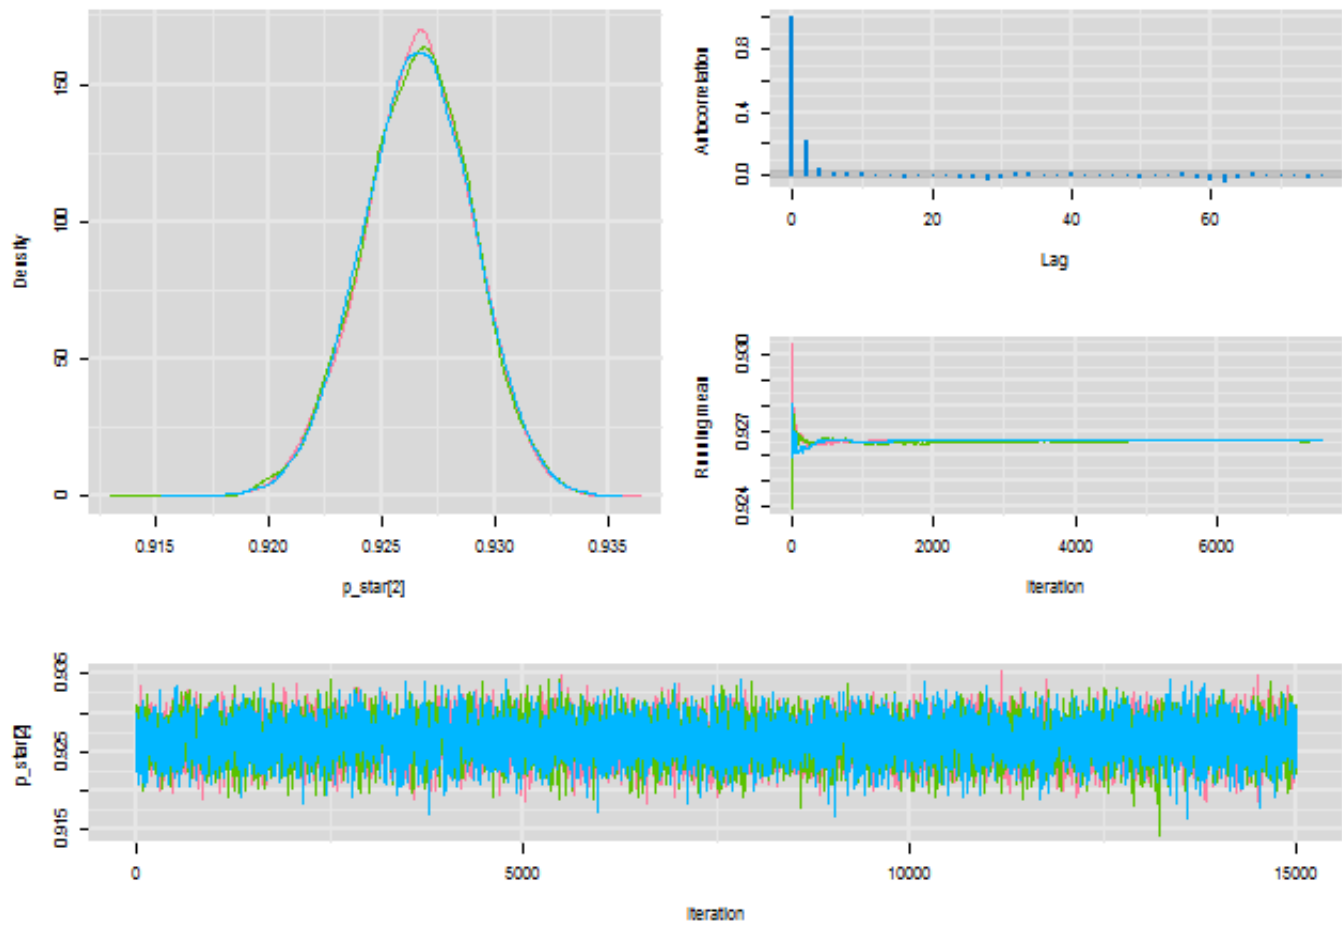 Density
150
100
50
0
0.915 0.920 0.925 0.930 0.935
p_star[2]
Autocorrelation
0.8
0.4
0.0
0 20 40 60
Lag
Running mean
0.930
0.927
0.924
0 2000 4000 6000
Iteration
p_star[2]
0.935
0.925
0.915
0 5000 10000 15000
Iteration